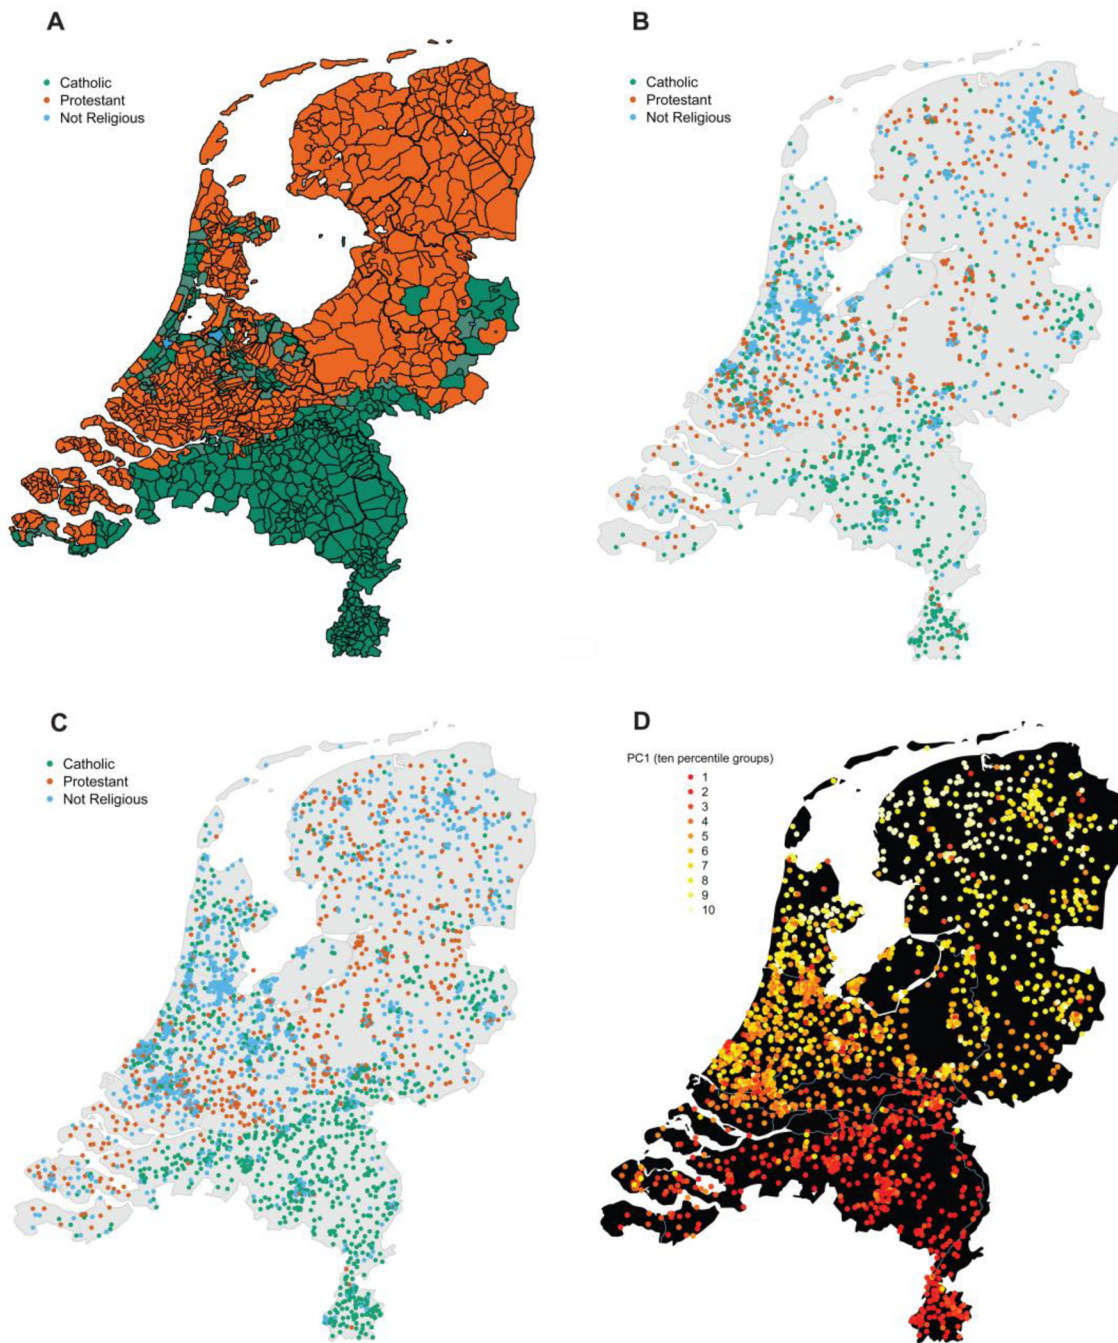 A
Catholic
Protestant
Not Religious
B
Catholic
Protestant
Not Religious
C
Catholic
Protestant
Not Religious
D
PC1 (ten percentile groups)
1
2
3
4
5
6
7
8
9
10